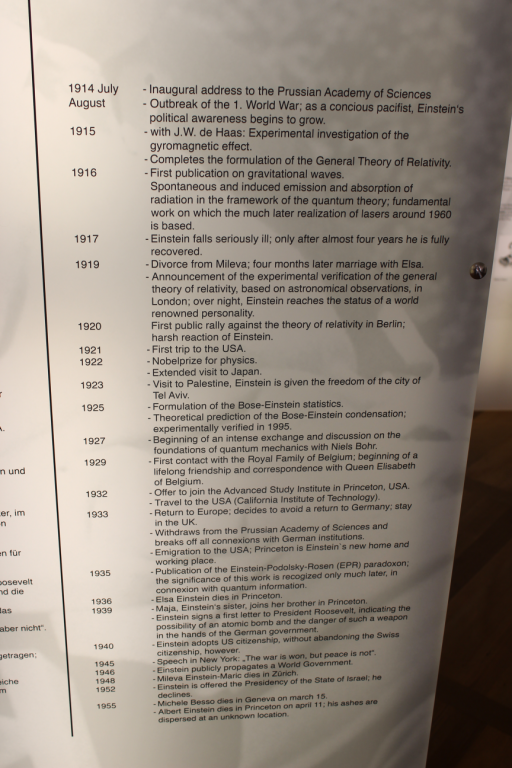 1914 July - Inaugural address to the Prussian Academy of Sciences
August - Outbreak of the 1. World War; as a concious pacifist, Einstein's
political awareness begins to grow.
1915 - with J.W. de Haas: Experimental investigation of the
gyromagnetic effect.
- Completes the formulation of the General Theory of Relativity.
1916 - First publication on gravitational waves.
Spontaneous and induced emission and absorption of
radiation in the framework of the quantum theory; fundamental
work on which the much later realization of lasers around 1960
is based.
1917 - Einstein falls seriously ill; only after almost four years he is fully
recovered.
1919 - Divorce from Mileva; four months later marriage with Elsa.
- Announcement of the experimental verification of the general
theory of relativity, based on astronomical observations, in
London; over night, Einstein reaches the status of a world
renowned personality.
1920 First public rally against the theory of relativity in Berlin;
harsh reaction of Einstein.
1921 - First trip to the USA.
1922 - Nobelprize for physics.
- Extended visit to Japan.
1923 - Visit to Palestine, Einstein is given the freedom of the city of
Tel Aviv.
1925 - Formulation of the Bose-Einstein statistics.
- Theoretical prediction of the Bose-Einstein condensation;
experimentally verified in 1995.
1927 - Beginning of an intense exchange and discussion on the
foundations of quantum mechanics with Niels Bohr.
1929 - First contact with the Royal Family of Belgium; beginning of a
lifelong friendship and correspondence with Queen Elisabeth
of Belgium.
1932 - Offer to join the Advanced Study Institute in Princeton, USA.
- Travel to the USA (California Institute of Technology).
1933 - Return to Europe; decides to avoid a return to Germany; stay
in the UK.
- Withdraws from the Prussian Academy of Sciences and
breaks off all connexions with German institutions.
- Emigration to the USA; Princeton is Einstein's new home and
working place.
1935 - Publication of the Einstein-Podolsky-Rosen (EPR) paradoxon;
the significance of this work is recogized only much later, in
connexion with quantum information.
1936 - Elsa Einstein dies in Princeton.
1939 - Maja, Einstein's sister, joins her brother in Princeton.
- Einstein signs a first letter to President Roosevelt, indicating the
possibility of an atomic bomb and the danger of such a weapon
in the hands of the German government.
1940 - Einstein adopts US citizenship, without abandoning the Swiss
citizenship, however.
1945 - Speech in New York: „The war is won, but peace is not".
1946 - Einstein publicly propagates a World Government.
1948 - Mileva Einstein-Maric dies in Zürich.
1952 - Einstein is offered the Presidency of the State of Israel; he
declines.
1955 - Michele Besso dies in Geneva on march 15.
- Albert Einstein dies in Princeton on april 11; his ashes are
dispersed at an unknown location.
n und
er, im
en für
oosevelt
nd die
das
aber nicht".
getragen;